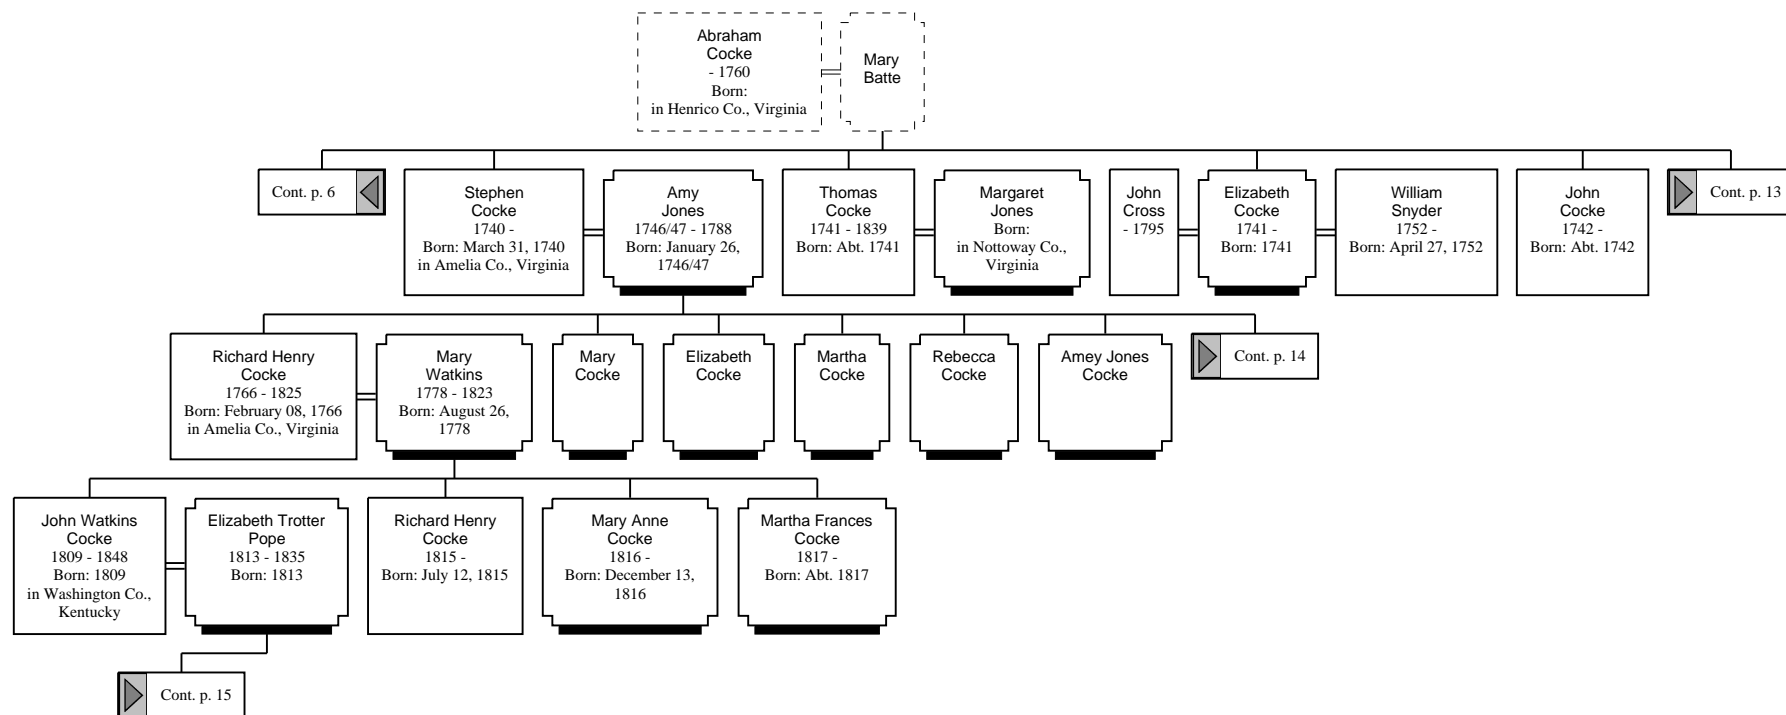 Abraham
Cocke
- 1760
Born:
in Henrico Co., Virginia
Mary
Batte
Cont. p. 6
Stephen
Cocke
1740 -
Born: March 31, 1740
in Amelia Co., Virginia
Amy
Jones
1746/47 - 1788
Born: January 26,
1746/47
Thomas
Cocke
1741 - 1839
Born: Abt. 1741
Margaret
Jones
Born:
in Nottoway Co.,
Virginia
John
Cross
- 1795
Elizabeth
Cocke
1741 -
Born: 1741
William
Snyder
1752 -
Born: April 27, 1752
John
Cocke
1742 -
Born: Abt. 1742
Cont. p. 13
Richard Henry
Cocke
1766 - 1825
Born: February 08, 1766
in Amelia Co., Virginia
Mary
Watkins
1778 - 1823
Born: August 26,
1778
Mary
Cocke
Elizabeth
Cocke
Martha
Cocke
Rebecca
Cocke
Amey Jones
Cocke
Cont. p. 14
John Watkins
Cocke
1809 - 1848
Born: 1809
in Washington Co.,
Kentucky
Elizabeth Trotter
Pope
1813 - 1835
Born: 1813
Richard Henry
Cocke
1815 -
Born: July 12, 1815
Mary Anne
Cocke
1816 -
Born: December 13,
1816
Martha Frances
Cocke
1817 -
Born: Abt. 1817
Cont. p. 15